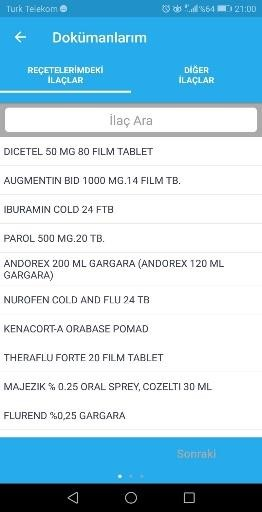 Turk Telekom %64 21:00
Dokümanlarım
REÇETELERİMDEKİ
İLAÇLAR
DİĞER
İLAÇLAR
İlaç Ara
DICETEL 50 MG 80 FILM TABLET
AUGMENTIN BID 1000 MG.14 FILM TB.
IBURAMIN COLD 24 FTB
PAROL 500 MG.20 TB.
ANDOREX 200 ML GARGARA (ANDOREX 120 ML
GARGARA)
NUROFEN COLD AND FLU 24 TB
KENACORT-A ORABASE POMAD
THERAFLU FORTE 20 FILM TABLET
MAJEZIK % 0.25 ORAL SPREY, COZELTI 30 ML
FLUREND %0,25 GARGARA
Sonraki